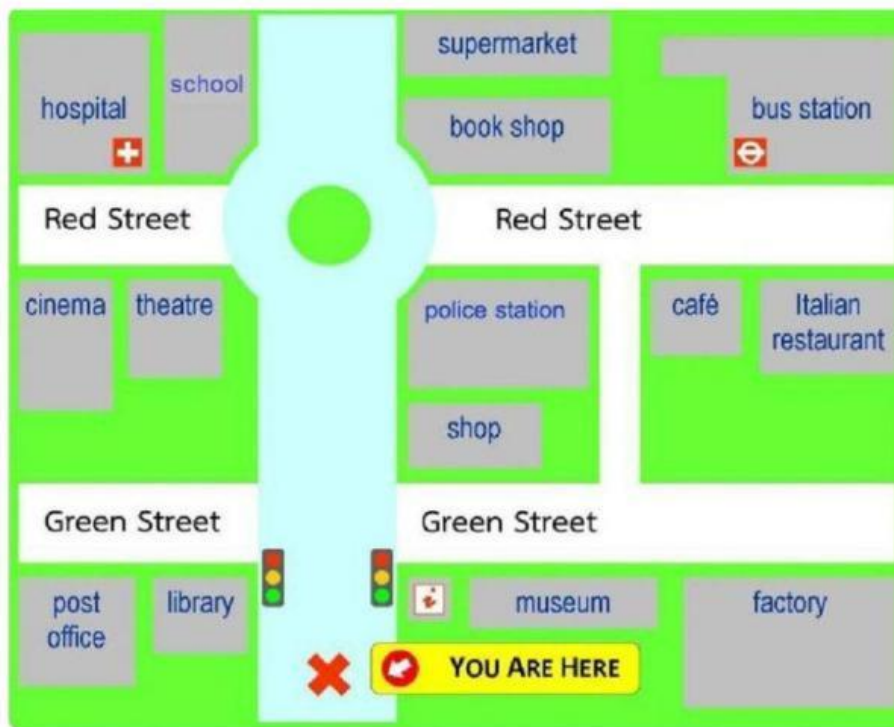 supermarket
school
hospital
book shop
bus station
Red Street
Red Street
cinema
theatre
police station
café
Italian
restaurant
shop
Green Street
Green Street
post
office
library
i
museum
factory
YOU ARE HERE